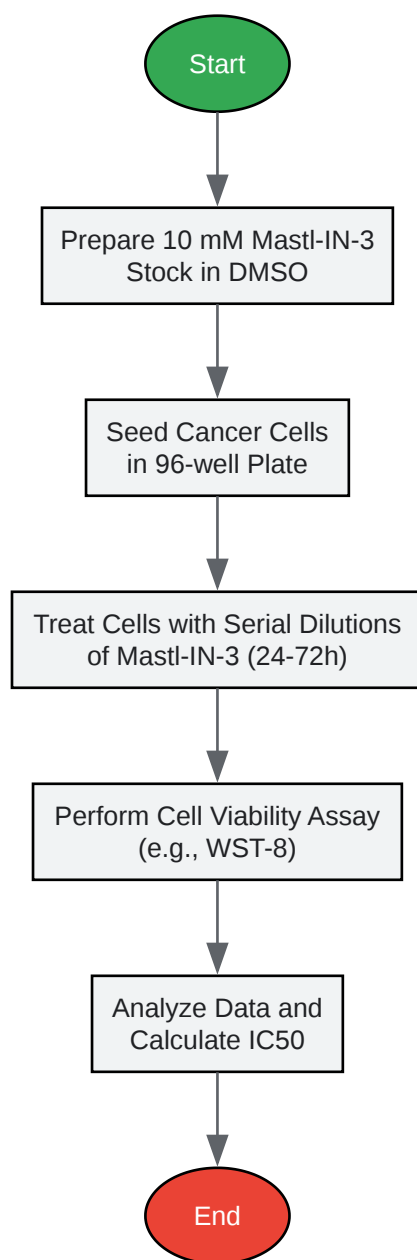 Start
Prepare 10 mM Mastl-IN-3
Stock in DMSO
Seed Cancer Cells
in 96-well Plate
Treat Cells with Serial Dilutions
of Mastl-IN-3 (24-72h)
Perform Cell Viability Assay
(e.g., WST-8)
Analyze Data and
Calculate IC50
End